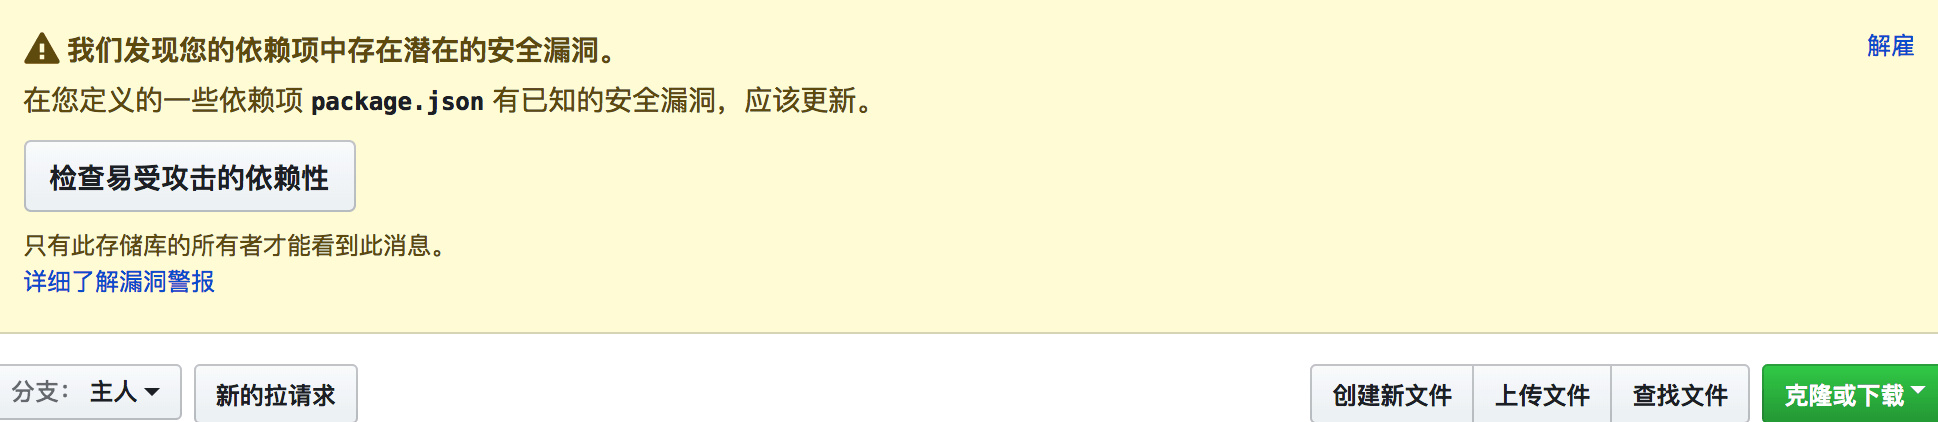 我们发现您的依赖项中存在潜在的安全漏洞。
解雇
在您定义的一些依赖项 package.json 有已知的安全漏洞，应该更新。
检查易受攻击的依赖性
只有此存储库的所有者才能看到此消息。
详细了解漏洞警报
分支： 主人 新的拉请求 创建新文件 上传文件 查找文件 克隆或下载